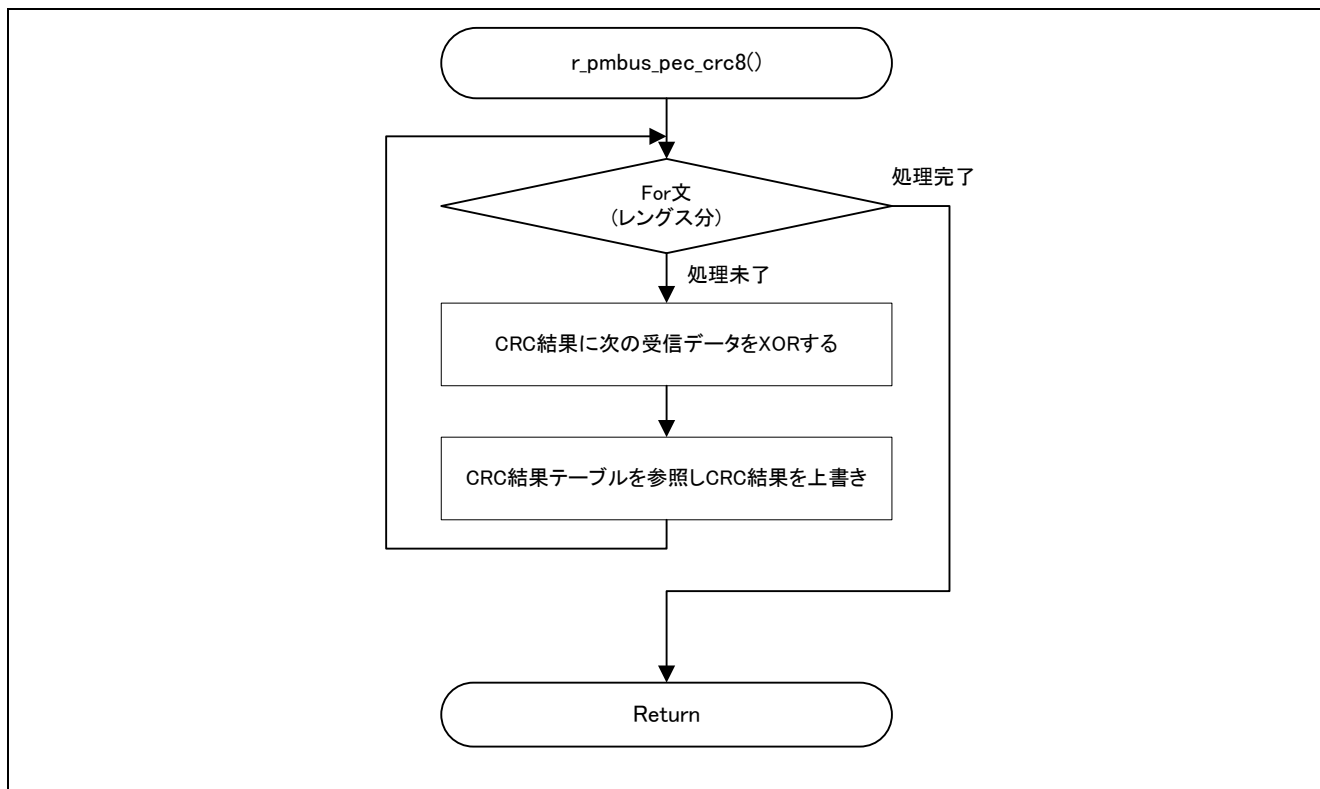 r_pmbus_pec_crc8()
For文
(レングス分)
処理完了
処理未了
CRC結果に次の受信データをXORする
CRC結果テーブルを参照しCRC結果を上書き
Return